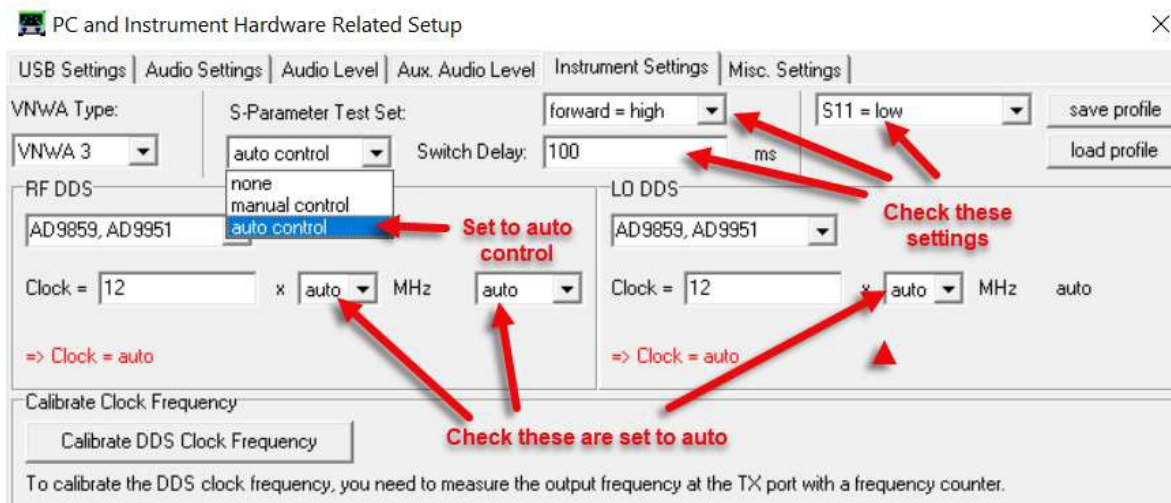 PC and Instrument Hardware Related Setup
USB Settings Audio Settings Audio Level Aux. Audio Level Instrument Settings Misc. Settings
VNWA Type: S-Parameter Test Set: forward = high S11 = low save profile
VNWA 3 auto control Switch Delay: 100 ms load profile
none
manual control
auto control
Set to auto
control
Check these
settings
RF DDS LO DDS
AD9859, AD9951 AD9859, AD9951
Clock = 12 x auto MHz auto Clock = 12 x auto MHz auto
=> Clock = auto => Clock = auto
Calibrate Clock Frequency
Calibrate DDS Clock Frequency
Check these are set to auto
To calibrate the DDS clock frequency, you need to measure the output frequency at the TX port with a frequency counter.